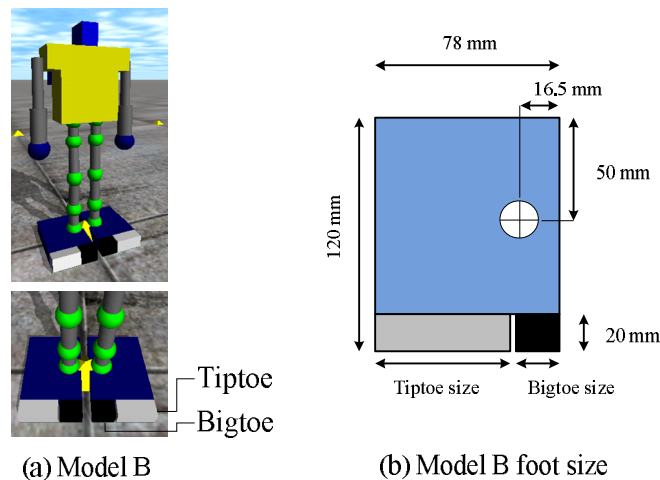 78 mm
16.5 mm
50 mm
120 mm
20 mm
Tiptoe size
Bigtoe size
Tiptoe
Bigtoe
(a) Model B
(b) Model B foot size